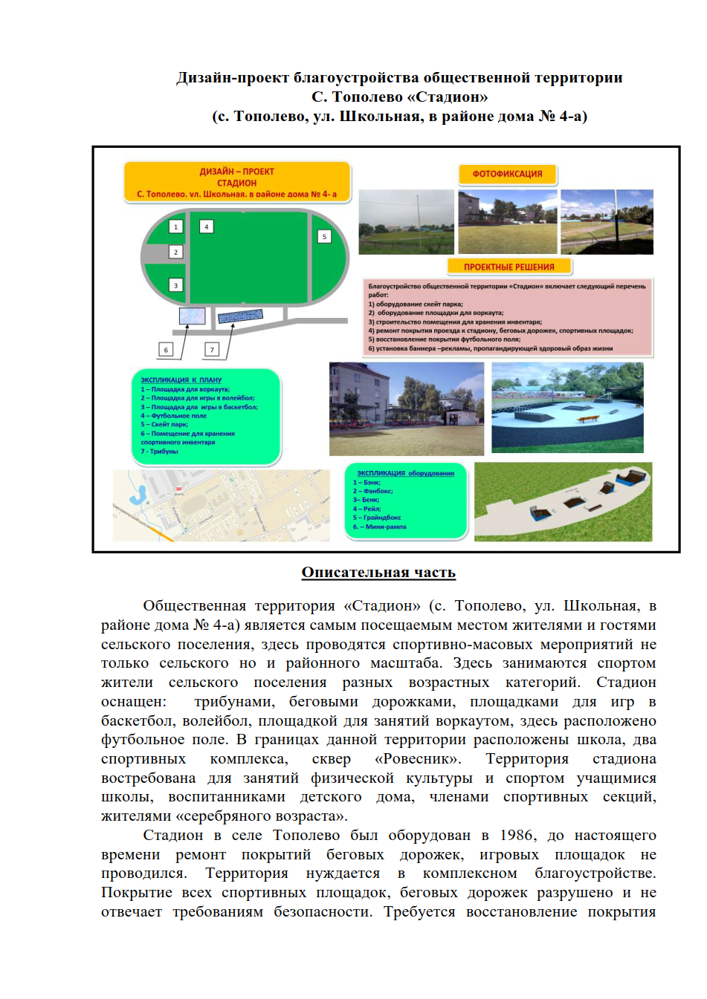 Дизайн-проект благоустройства общественной территории
С. Тополево «Стадион»
(с. Тополево, ул. Школьная, в районе дома № 4-а)
ДИЗАЙН – ПРОЕКТ
СТАДИОН
С. Тополево, ул. Школьная, в районе дома № 4- а
1
4
5
2
3
6
7
ФОТОФИКСАЦИЯ
ПРОЕКТНЫЕ РЕШЕНИЯ
Благоустройство общественной территории «Стадион» включает следующий перечень
работ:
1) оборудование скейт парка;
2) оборудование площадки для воркаута;
3) строительство помещения для хранения инвентаря;
4) ремонт покрытия проезда к стадиону, беговых дорожек, спортивных площадок;
5) восстановление покрытия футбольного поля;
6) установка баннера –рекламы, пропагандирующей здоровый образ жизни
ЭКСПЛИКАЦИЯ К ПЛАНУ
1 – Площадка для воркаута;
2 – Площадка для игры в волейбол;
3 – Площадка для игры в баскетбол;
4 – Футбольное поле
5 – Скейт парк;
6 – Помещение для хранения
спортивного инвентаря
7 - Трибуны
ЭКСПЛИКАЦИЯ оборудования
1 – Бэнк;
2 – Фанбокс;
3– Бенк;
4 – Рейл;
5 – Грайндбокс
6. – Мини-рампа
Описательная часть
Общественная территория «Стадион» (с. Тополево, ул. Школьная, в
районе дома № 4-а) является самым посещаемым местом жителями и гостями
сельского поселения, здесь проводятся спортивно-масовых мероприятий не
только сельского но и районного масштаба. Здесь занимаются спортом
жители сельского поселения разных возрастных категорий. Стадион
оснащен: трибунами, беговыми дорожками, площадками для игр в
баскетбол, волейбол, площадкой для занятий воркаутом, здесь расположено
футбольное поле. В границах данной территории расположены школа, два
спортивных комплекса, сквер «Ровесник». Территория стадиона
востребована для занятий физической культуры и спортом учащимися
школы, воспитанниками детского дома, членами спортивных секций,
жителями «серебряного возраста».
Стадион в селе Тополево был оборудован в 1986, до настоящего
времени ремонт покрытий беговых дорожек, игровых площадок не
проводился. Территория нуждается в комплексном благоустройстве.
Покрытие всех спортивных площадок, беговых дорожек разрушено и не
отвечает требованиям безопасности. Требуется восстановление покрытия